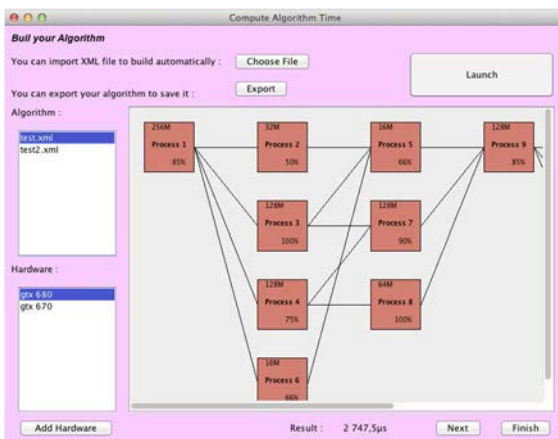 Compute Algorithm Time
Buil your Algorithm
You can import XML file to build automatically :
Choose File
Launch
You can export your algorithm to save it :
Export
Algorithm :
test.xml
test2.xml
Hardware :
gtx 680
gtx 670
256M
Process 1
85%
32M
Process 2
50%
16M
Process 5
66%
128M
Process 9
85%
128M
Process 3
100%
128M
Process 7
90%
128M
Process 4
75%
64M
Process 8
100%
16M
Process 6
66%
Add Hardware
Result : 2 747,5µs
Next
Finish